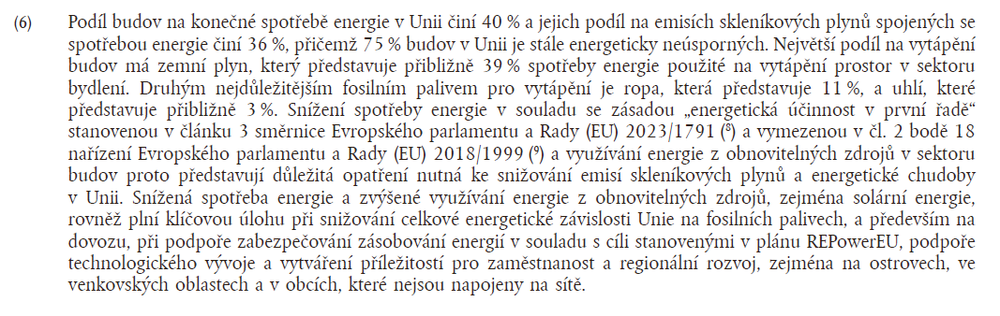 (6) Podíl budov na konečné spotřebě energie v Unii činí 40 % a jejich podíl na emisích skleníkových plynů spojených se
spotřebou energie činí 36 %, přičemž 75 % budov v Unii je stále energeticky neúsporných. Největší podíl na vytápění
budov má zemní plyn, který představuje přibližně 39 % spotřeby energie použité na vytápění prostor v sektoru
bydlení. Druhým nejdůležitějším fosilním palivem pro vytápění je ropa, která představuje 11 %, a uhlí, které
představuje přibližně 3 %. Snížení spotřeby energie v souladu se zásadou „energetická účinnost v první řadě“
stanovenou v článku 3 směrnice Evropského parlamentu a Rady (EU) 2023/1791 (⁸) a vymezenou v čl. 2 bodě 18
nařízení Evropského parlamentu a Rady (EU) 2018/1999 (⁹) a využívání energie z obnovitelných zdrojů v sektoru
budov proto představují důležitá opatření nutná ke snižování emisí skleníkových plynů a energetické chudoby
v Unii. Snížená spotřeba energie a zvýšené využívání energie z obnovitelných zdrojů, zejména solární energie,
rovněž plní klíčovou úlohu při snižování celkové energetické závislosti Unie na fosilních palivech, a především na
dovozu, při podpoře zabezpečování zásobování energií v souladu s cíli stanovenými v plánu REPowerEU, podpoře
technologického vývoje a vytváření příležitostí pro zaměstnanost a regionální rozvoj, zejména na ostrovech, ve
venkovských oblastech a v obcích, které nejsou napojeny na sítě.